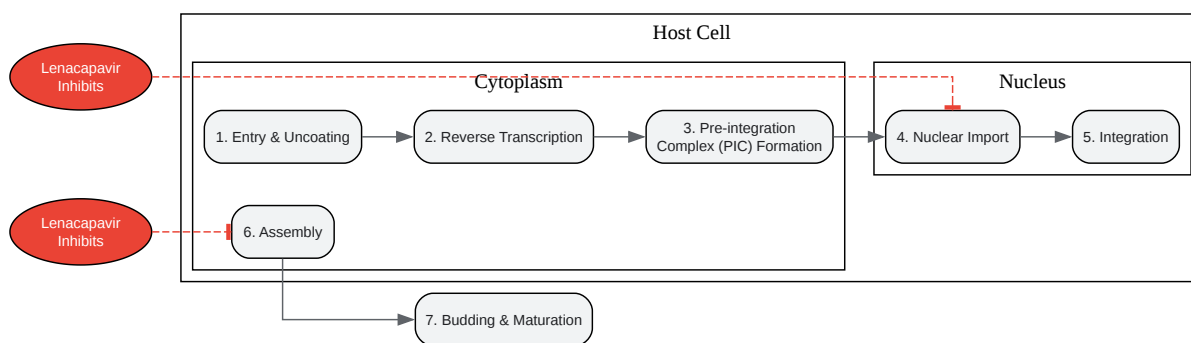 Host Cell
Lenacapavir
Inhibits
Cytoplasm
Nucleus
1. Entry & Uncoating
2. Reverse Transcription
3. Pre-integration
Complex (PIC) Formation
4. Nuclear Import
5. Integration
Lenacapavir
Inhibits
6. Assembly
7. Budding & Maturation